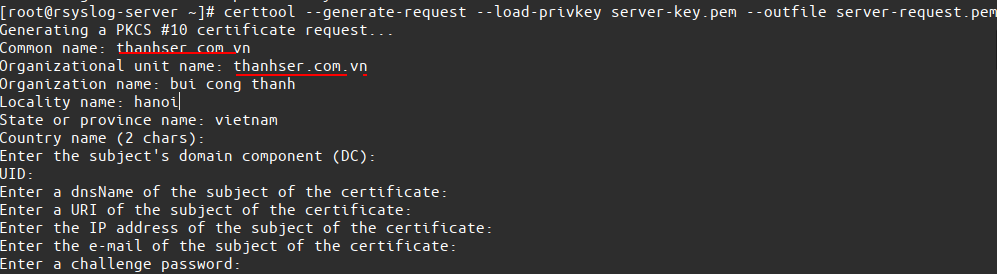 [root@rsyslog-server ~]# certtool --generate-request --load-privkey server-key.pem --outfile server-request.pem
Generating a PKCS #10 certificate request...
Common name: thanhser.com.vn
Organizational unit name: thanhser.com.vn
Organization name: bui cong thanh
Locality name: hanoi
State or province name: vietnam
Country name (2 chars):
Enter the subject's domain component (DC):
UID:
Enter a dnsName of the subject of the certificate:
Enter a URI of the subject of the certificate:
Enter the IP address of the subject of the certificate:
Enter the e-mail of the subject of the certificate:
Enter a challenge password: